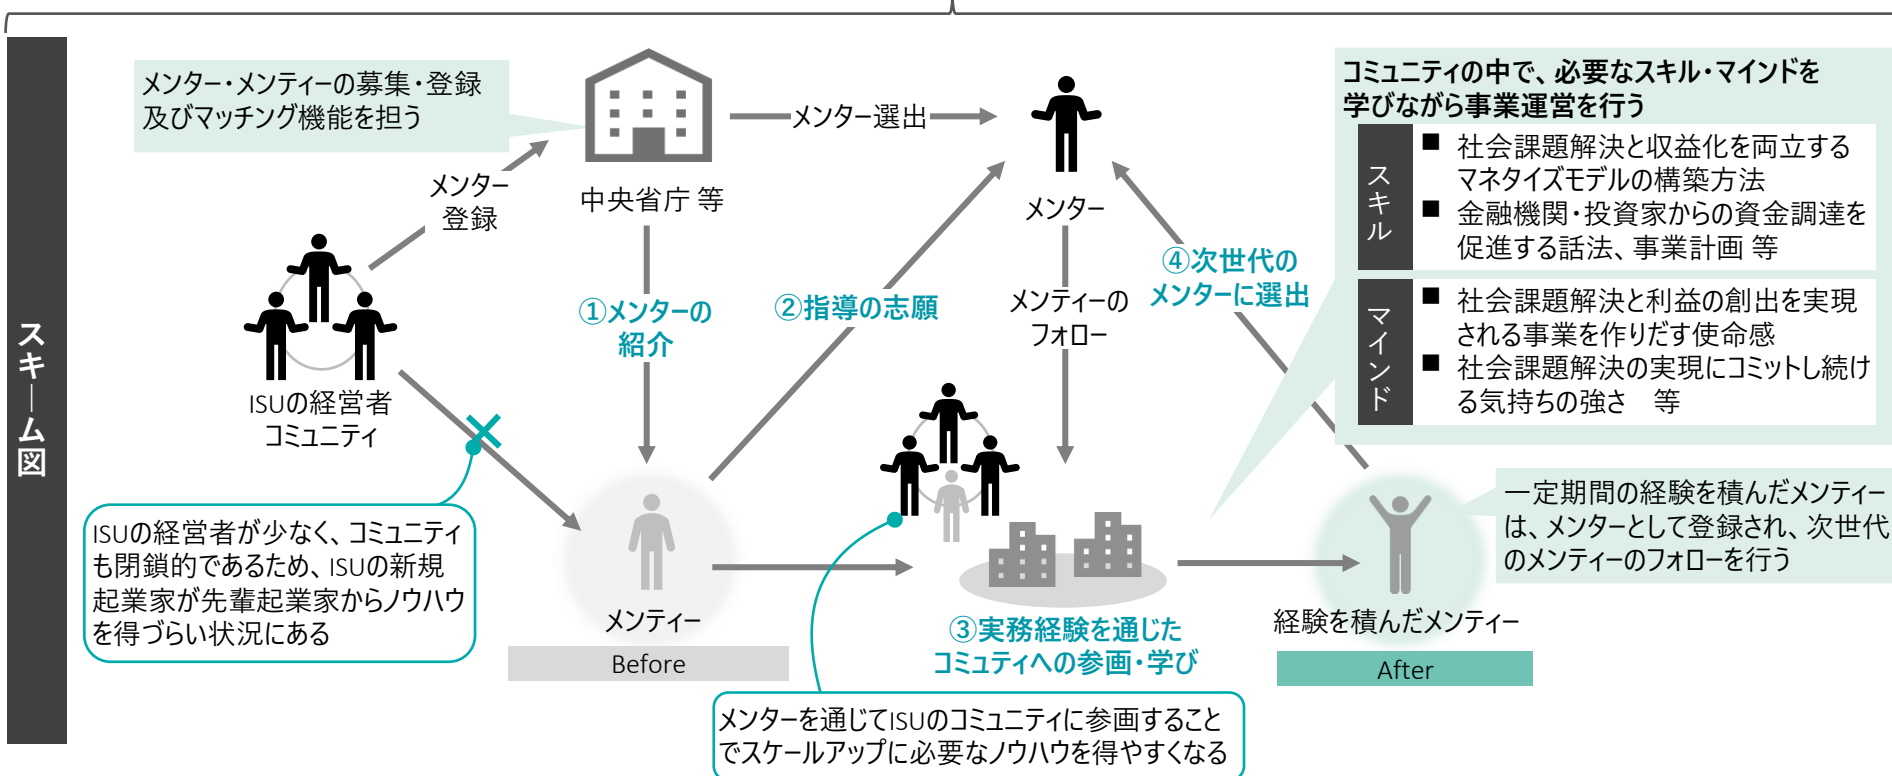 スキーム図
メンター・メンティーの募集・登録
及びマッチング機能を担う
中央省庁 等
メンター選出
メンター
メンター
登録
ISUの経営者
コミュニティ
①メンターの
紹介
②指導の志願
メンティーの
フォロー
④次世代の
メンターに選出
コミュニティの中で、必要なスキル・マインドを
学びながら事業運営を行う
スキル
■ 社会課題解決と収益化を両立する
マネタイズモデルの構築方法
■ 金融機関・投資家からの資金調達を
促進する話法、事業計画 等
マインド
■ 社会課題解決と利益の創出を実現
される事業を作りだす使命感
■ 社会課題解決の実現にコミットし続け
る気持ちの強さ 等
ISUの経営者が少なく、コミュニティ
も閉鎖的であるため、ISUの新規
起業家が先輩起業家からノウハウ
を得づらい状況にある
メンティー
Before
③実務経験を通じた
コミュティへの参画・学び
メンターを通じてISUのコミュニティに参画すること
でスケールアップに必要なノウハウを得やすくなる
一定期間の経験を積んだメンティー
は、メンターとして登録され、次世代
のメンティーのフォローを行う
経験を積んだメンティー
After